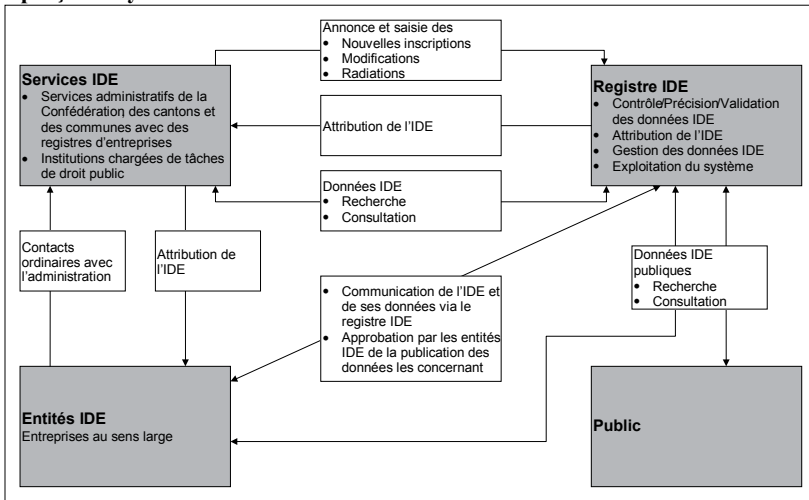 Annonce et saisie des
• Nouvelles inscriptions
• Modifications
• Radiations
Services IDE
• Services administratifs de la
Confédération, des cantons et
des communes avec des
registres d'entreprises
• Institutions chargées de tâches
de droit public
Attribution de l'IDE
Registre IDE
• Contrôle/Précision/Validation
des données IDE
• Attribution de l'IDE
• Gestion des données IDE
• Exploitation du système
Données IDE
• Recherche
• Consultation
Contacts
ordinaires avec
l'administration
Attribution de
l'IDE
• Communication de l'IDE et
de ses données via le
registre IDE
• Approbation par les entités
IDE de la publication des
données les concernant
Données IDE
publiques:
• Recherche
• Consultation
Entités IDE
Entreprises au sens large
Public